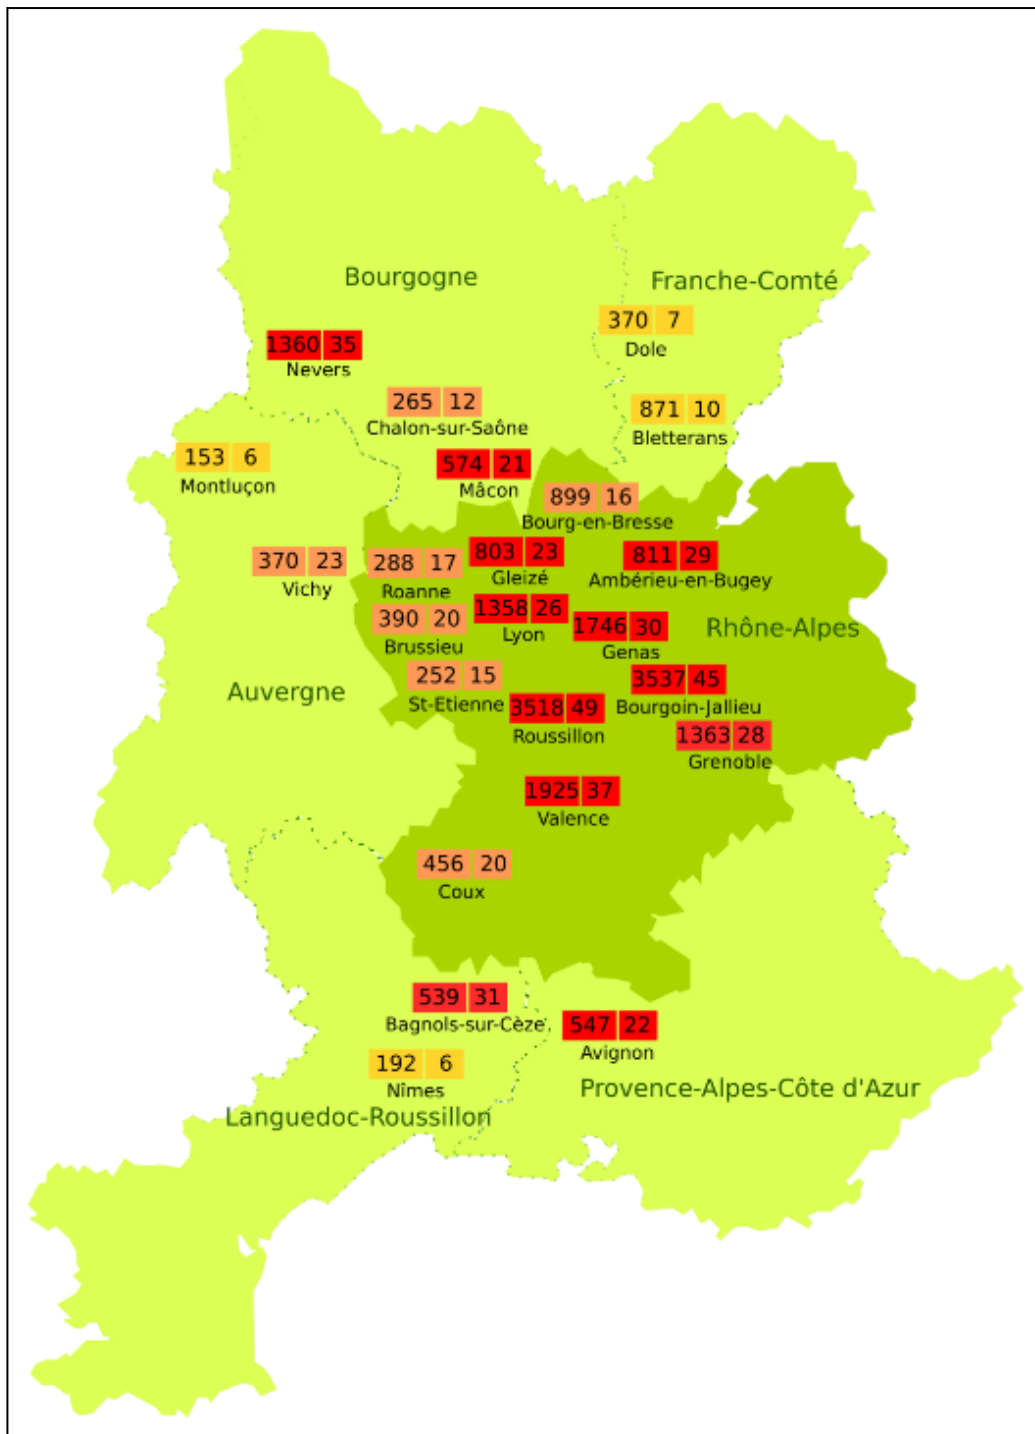 Bourgogne
Franche-Comté
370 7
Dole
1360 35
Nevers
265 12
Chalon-sur-Saône
871 10
Bletterans
153 6
Montluçon
574 21
Mâcon
899 16
Bourg-en-Bresse
370 23
Vichy
288 17
Roanne
803 23
Gleizé
811 29
Ambérieu-en-Bugey
390 20
Brussieu
1358 26
Lyon
1746 30
Genas
Rhône-Alpes
252 15
St-Etienne
Auvergne
3518 49
Roussillon
3537 45
Bourgoin-Jallieu
1363 28
Grenoble
1925 37
Valence
456 20
Coux
539 31
Bagnols-sur-Cèze
547 22
Avignon
192 6
Nîmes
Provence-Alpes-Côte d'Azur
Languedoc-Roussillon